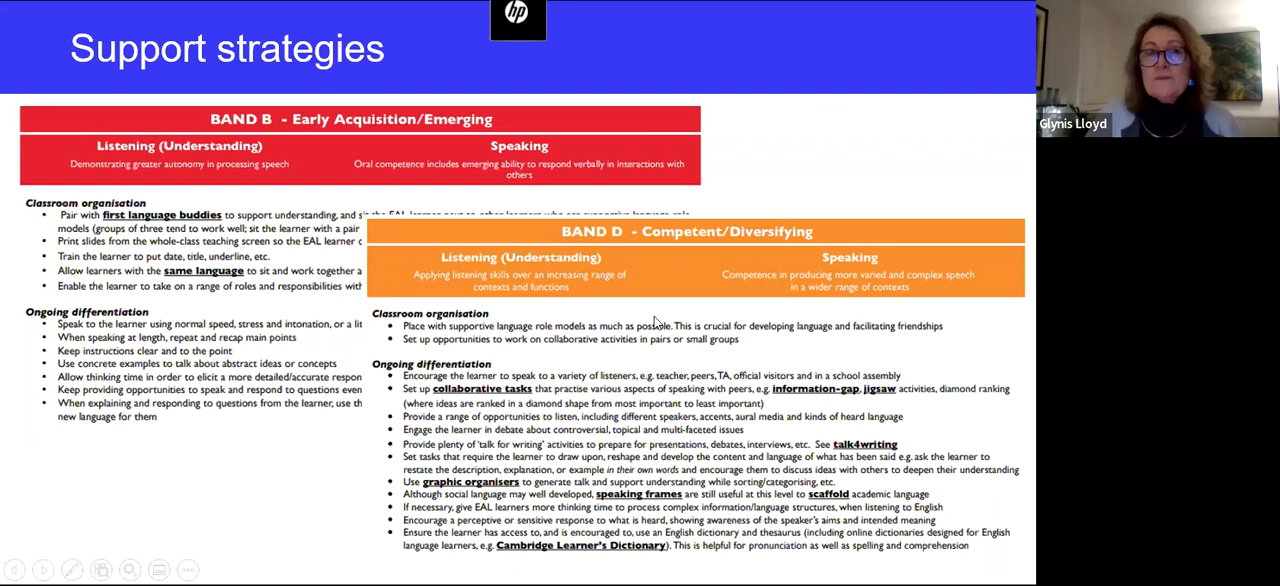 hp
Support strategies
Glynis Lloyd
BAND B - Early Acquisition/Emerging
Listening (Understanding)
Demonstrating greater autonomy in processing speech
Speaking
Oral competence includes emerging ability to respond verbally in interactions with
others
Classroom organisation
• Pair with first language buddies to support understanding, and sit the EAL learner next to other learners who are supportive language role
models (groups of three tend to work well; sit the learner with a pair
• Print slides from the whole-class teaching screen so the EAL learner
• Train the learner to put date, title, underline, etc.
• Allow learners with the same language to sit and work together a
• Enable the learner to take on a range of roles and responsibilities wit
Ongoing differentiation
• Speak to the learner using normal speed, stress and intonation, or a lit
• When speaking at length, repeat and recap main points
• Keep instructions clear and to the point
• Use concrete examples to talk about abstract ideas or concepts
• Allow thinking time in order to elicit a more detailed/accurate respon
• Keep providing opportunities to speak and respond to questions even
• When explaining and responding to questions from the learner, use th
new language for them
BAND D - Competent/Diversifying
Listening (Understanding)
Applying listening skills over an increasing range of
contexts and functions
Speaking
Competence in producing more varied and complex speech
in a wider range of contexts
Classroom organisation
• Place with supportive language role models as much as possible. This is crucial for developing language and facilitating friendships
• Set up opportunities to work on collaborative activities in pairs or small groups
Ongoing differentiation
• Encourage the learner to speak to a variety of listeners, e.g. teacher, peers, TA, official visitors and in a school assembly
• Set up collaborative tasks that practise various aspects of speaking with peers, e.g. information-gap, jigsaw activities, diamond ranking
(where ideas are ranked in a diamond shape from most important to least important)
• Provide a range of opportunities to listen, including different speakers, accents, aural media and kinds of heard language
• Engage the learner in debate about controversial, topical and multi-faceted issues
• Provide plenty of 'talk for writing' activities to prepare for presentations, debates, interviews, etc. See talk4writing
• Set tasks that require the learner to draw upon, reshape and develop the content and language of what has been said e.g. ask the learner to
restate the description, explanation, or example in their own words and encourage them to discuss ideas with others to deepen their understanding
• Use graphic organisers to generate talk and support understanding while sorting/categorising, etc.
• Although social language may well developed, speaking frames are still useful at this level to scaffold academic language
• If necessary, give EAL learners more thinking time to process complex information/language structures, when listening to English
• Encourage a perceptive or sensitive response to what is heard, showing awareness of the speaker's aims and intended meaning
• Ensure the learner has access to, and is encouraged to, use an English dictionary and thesaurus (including online dictionaries designed for English
language learners, e.g. Cambridge Learner's Dictionary). This is helpful for pronunciation as well as spelling and comprehension